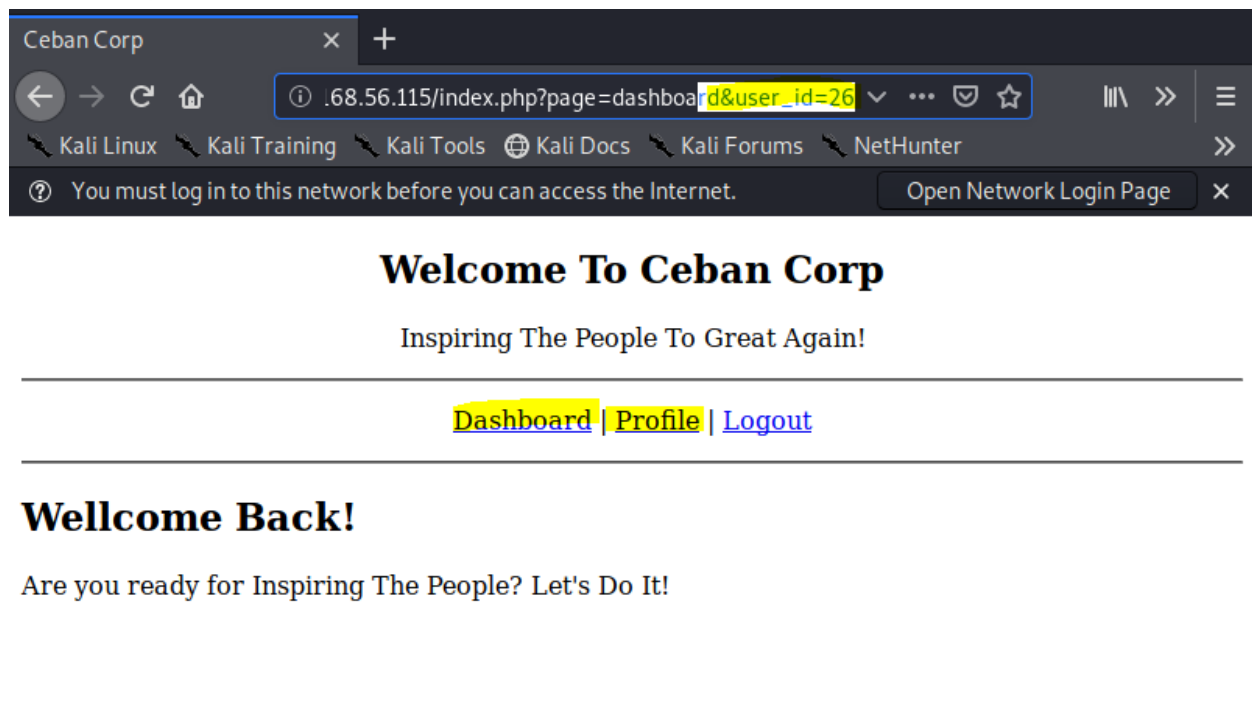 Ceban Corp
.68.56.115/index.php?page=dashboard&user_id=26
Kali Linux Kali Training Kali Tools Kali Docs Kali Forums NetHunter
You must log in to this network before you can access the Internet. Open Network Login Page
Welcome To Ceban Corp
Inspiring The People To Great Again!
Dashboard | Profile | Logout
Wellcome Back!
Are you ready for Inspiring The People? Let's Do It!